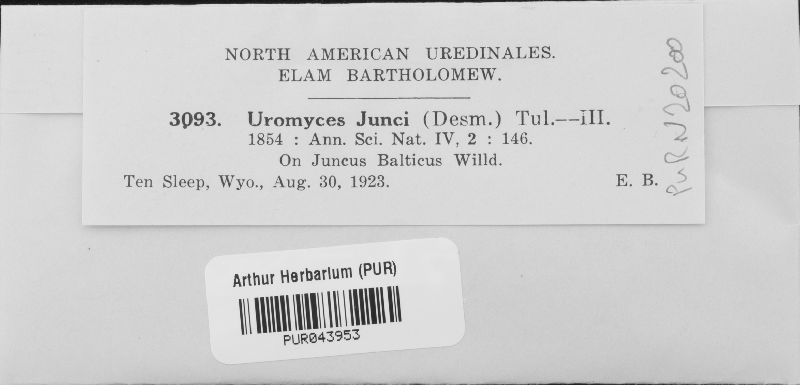 NORTH AMERICAN UREDINALES.
ELAM BARTHOLOMEW.
3093. Uromyces Junci (Desm.) Tul.--iII.
1854 : Ann. Sci. Nat. IV, 2 : 146.
On Juncus Balticus Willd.
Ten Sleep, Wyo., Aug. 30, 1923. E. B.
PUR N20200
Arthur Herbarium (PUR)
PUR043953